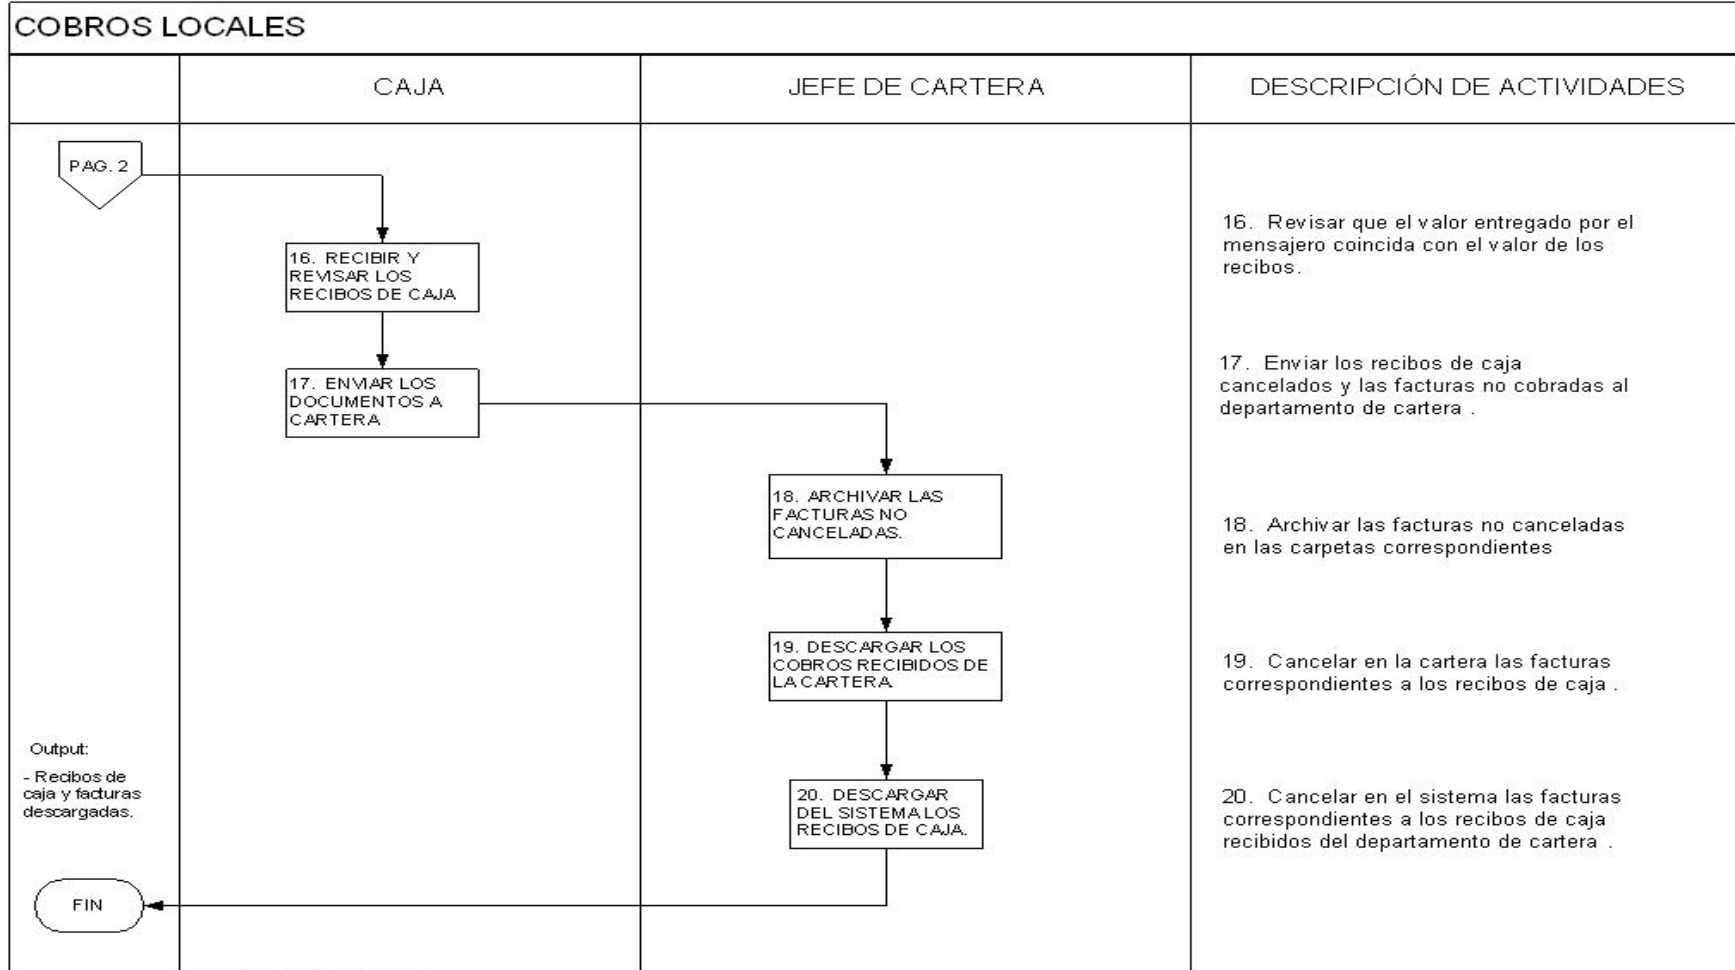 COBROS LOCALES
CAJA
JEFE DE CARTERA
DESCRIPCIÓN DE ACTIVIDADES
PAG. 2
16. RECIBIR Y
REVISAR LOS
RECIBOS DE CAJA
16. Revisar que el valor entregado por el
mensajero coincida con el valor de los
recibos.
17. ENVIAR LOS
DOCUMENTOS A
CARTERA
17. Enviar los recibos de caja
cancelados y las facturas no cobradas al
departamento de cartera .
18. ARCHIVAR LAS
FACTURAS NO
CANCELADAS.
18. Archivar las facturas no canceladas
en las carpetas correspondientes
19. DESCARGAR LOS
COBROS RECIBIDOS DE
LA CARTERA
19. Cancelar en la cartera las facturas
correspondientes a los recibos de caja .
Output:
- Recibos de
caja y facturas
descargadas.
20. DESCARGAR
DEL SISTEMA LOS
RECIBOS DE CAJA.
20. Cancelar en el sistema las facturas
correspondientes a los recibos de caja
recibidos del departamento de cartera .
FIN